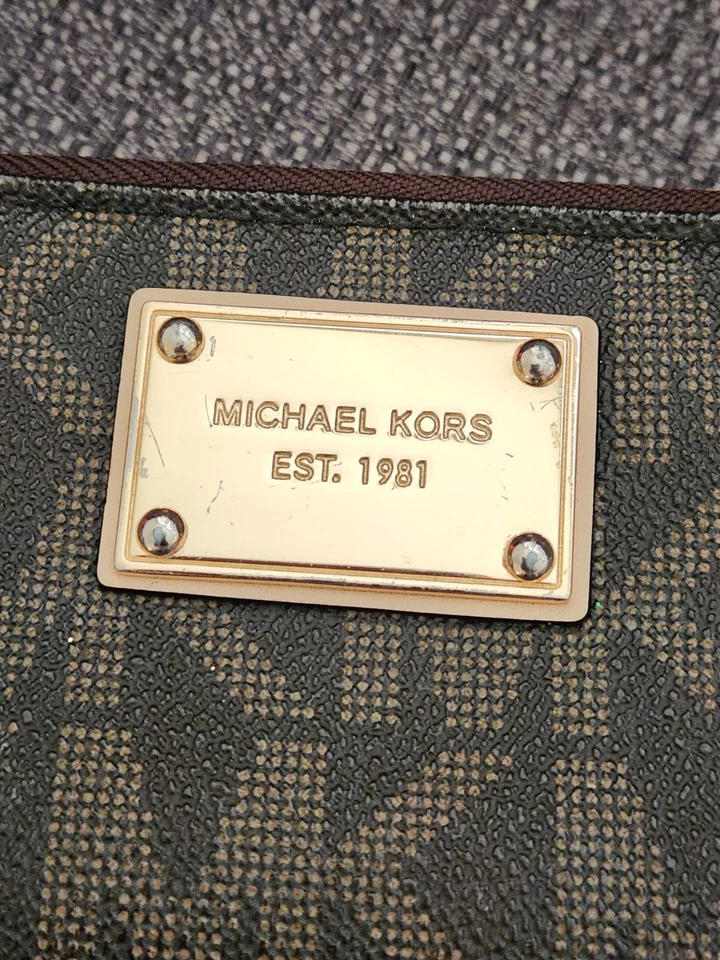 MICHAEL KORS
EST. 1981